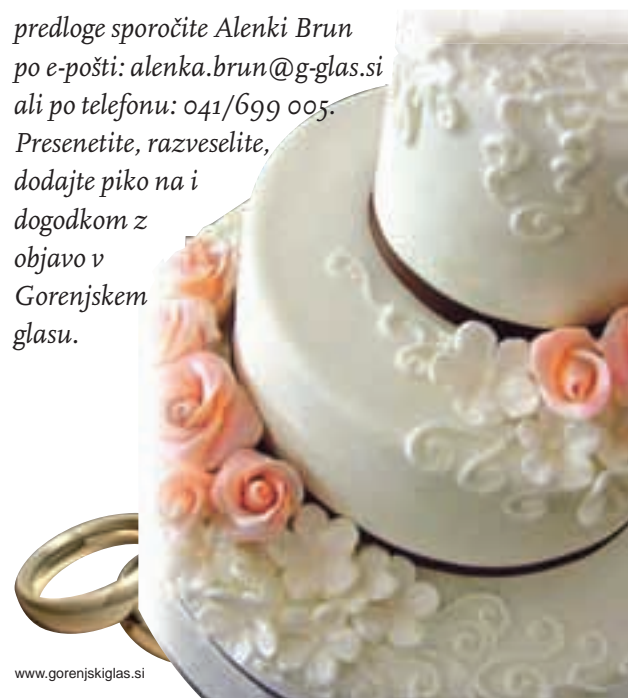 predloge sporočite Alenki Brun
po e-pošti: alenka.brun@g-glas.si
ali po telefonu: 041/699 005.
Presenetite, razveselite,
dodajte piko na i
dogodkom z
objavo v
Gorenjskem
glasu.
www.gorenjskiglas.si